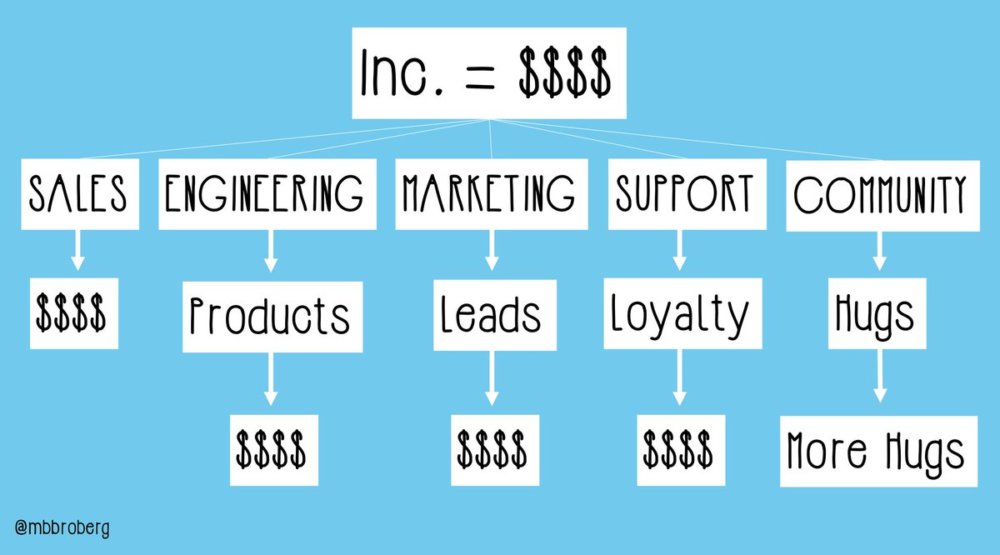 Inc. = $$$$
SALES
ENGINEERING
MARKETING
SUPPORT
COMMUNITY
$$$$
Products
Leads
Loyalty
Hugs
$$$$
$$$$
$$$$
More Hugs
@mbbroberg